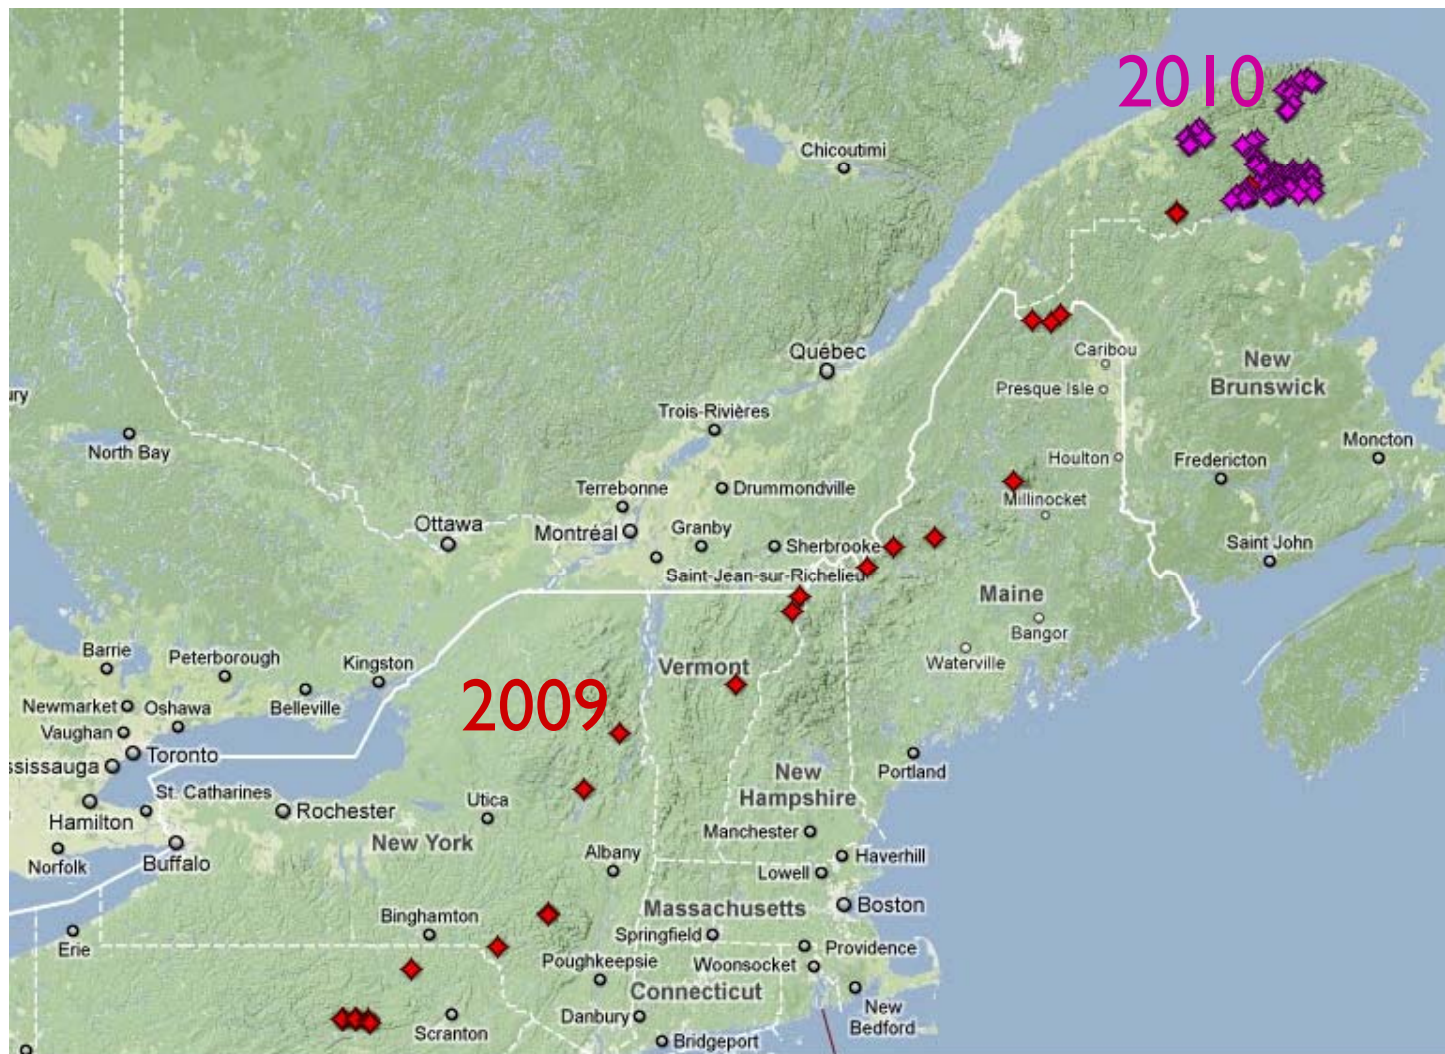 2010
Chicoutimi
Québec
Caribou
New
Brunswick
Presque Isle
Trois-Rivières
ury
North Bay
Moncton
Houlton
Fredericton
Terrebonne
Drummondville
Millinocket
Ottawa
Montréal
Granby
Sherbrooke
Saint John
Saint-Jean-sur-Richelieu
Maine
Bangor
Barrie
Peterborough
Kingston
Vermont
Waterville
2009
Newmarket
Oshawa
Belleville
Vaughan
Toronto
ssissauga
New
Hampshire
Portland
St. Catharines
Rochester
Utica
Hamilton
New York
Manchester
Norfolk
Buffalo
Albany
Haverhill
Lowell
Binghamton
Massachusetts
Boston
Erie
Springfield
Providence
Poughkeepsie
Woonsocket
Connecticut
New
Bedford
Scranton
Danbury
Bridgeport